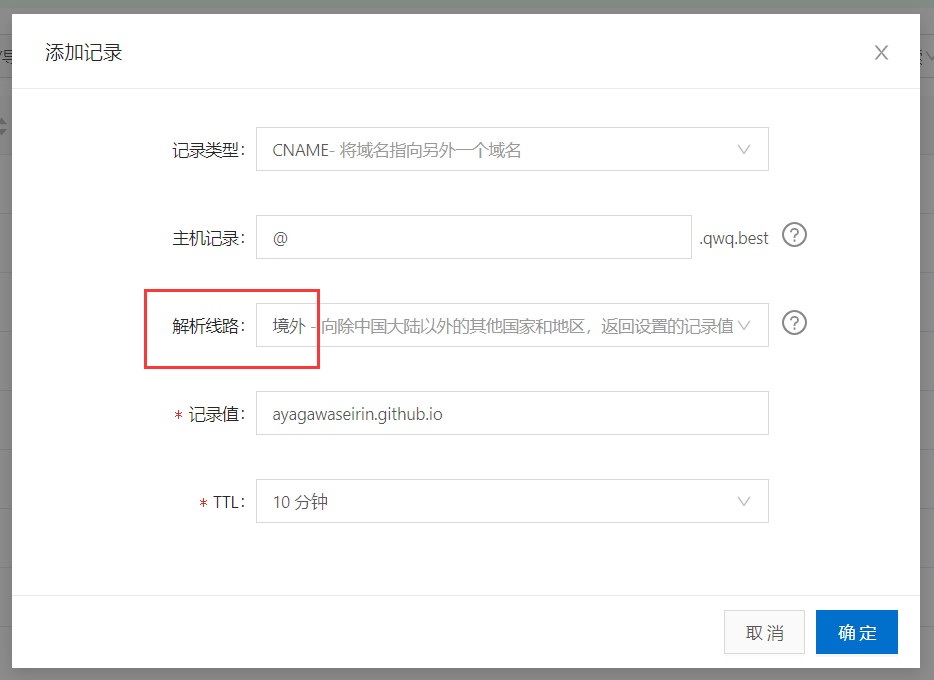 添加记录
记录类型： CNAME- 将域名指向另外一个域名
主机记录： @ .qwq.best
解析线路： 境外 - 向除中国大陆以外的其他国家和地区，返回设置的记录值
* 记录值： ayagawaseirin.github.io
* TTL： 10 分钟
取 消 确 定